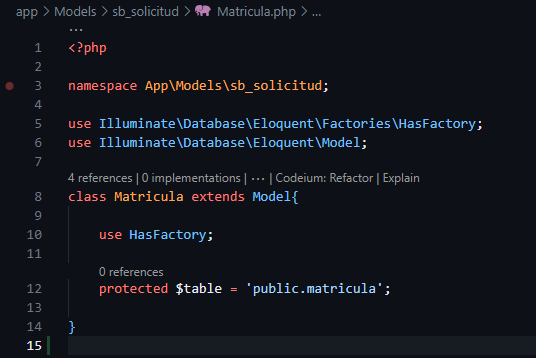 app > Models > sb_solicitud > Matricula.php > ...
...
1 <?php
2
3 namespace App\Models\sb_solicitud;
4
5 use Illuminate\Database\Eloquent\Factories\HasFactory;
6 use Illuminate\Database\Eloquent\Model;
7
4 references | 0 implementations | ... | Codeium: Refactor | Explain
8 class Matricula extends Model{
9
10 use HasFactory;
11
0 references
12 protected $table = 'public.matricula';
13
14 }
15